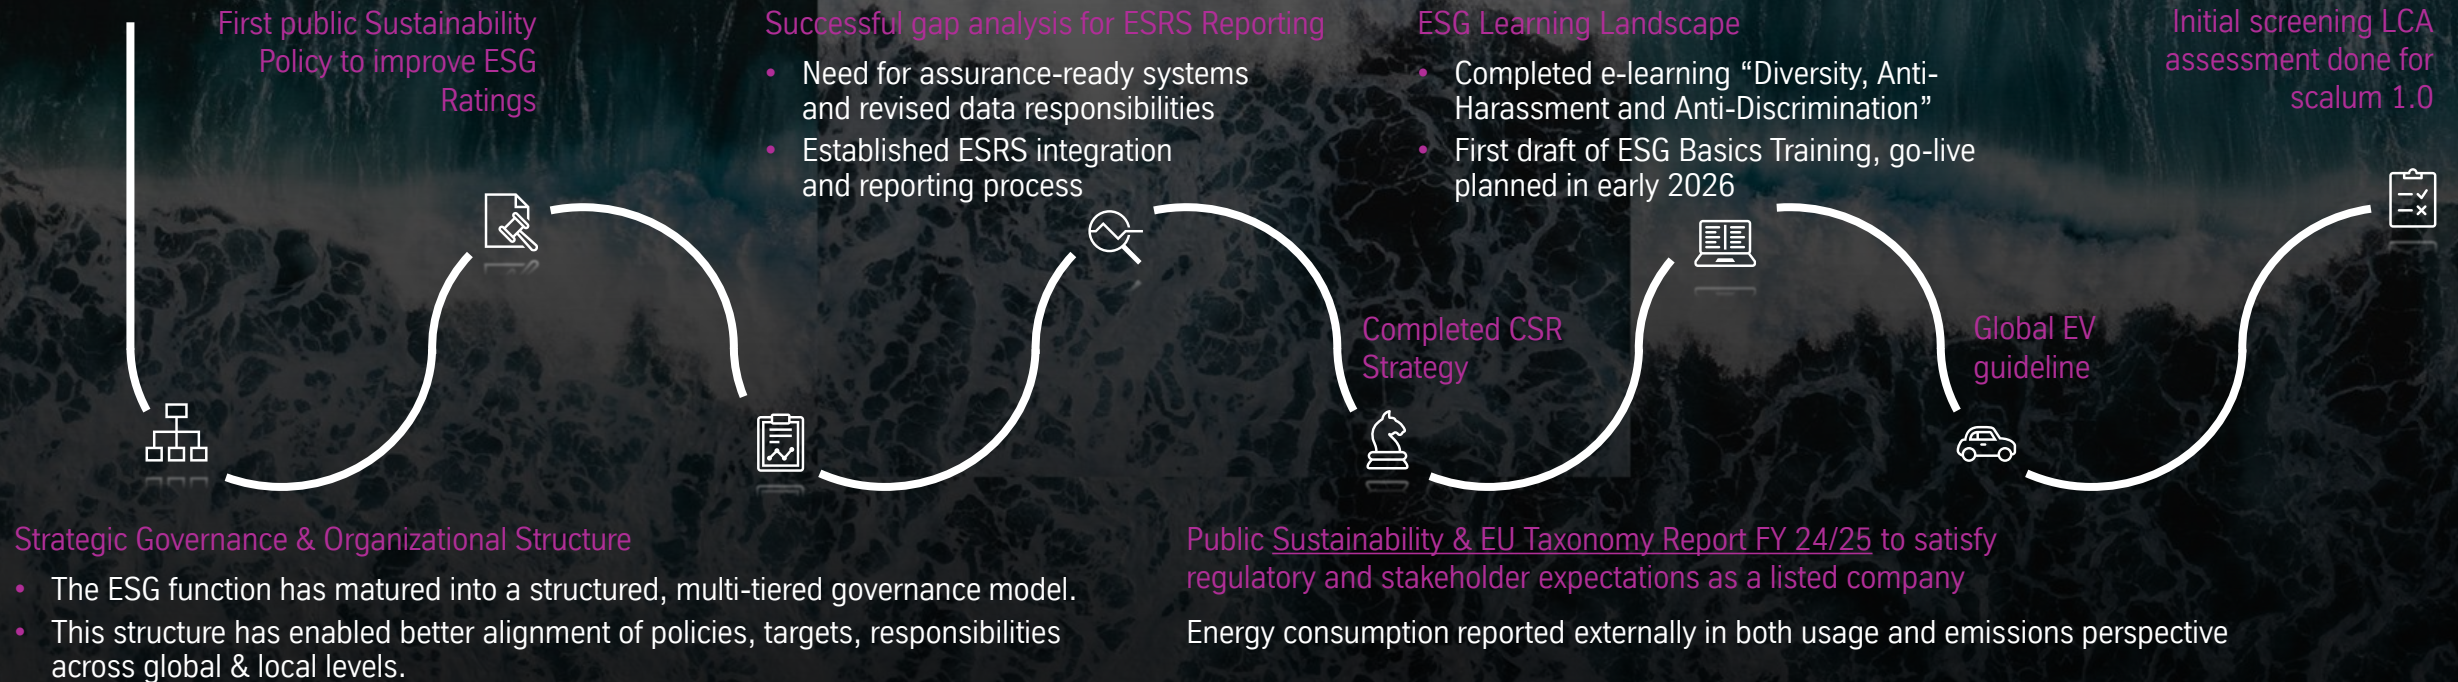 First public Sustainability
Policy to improve ESG
Ratings
Successful gap analysis for ESRS Reporting
• Need for assurance-ready systems
and revised data responsibilities
• Established ESRS integration
and reporting process
ESG Learning Landscape
• Completed e-learning “Diversity, Anti-
Harassment and Anti-Discrimination”
• First draft of ESG Basics Training, go-live
planned in early 2026
Initial screening LCA
assessment done for
scalum 1.0
Completed CSR
Strategy
Global EV
guideline
Strategic Governance & Organizational Structure
• The ESG function has matured into a structured, multi-tiered governance model.
• This structure has enabled better alignment of policies, targets, responsibilities
across global & local levels.
Public Sustainability & EU Taxonomy Report FY 24/25 to satisfy
regulatory and stakeholder expectations as a listed company
Energy consumption reported externally in both usage and emissions perspective